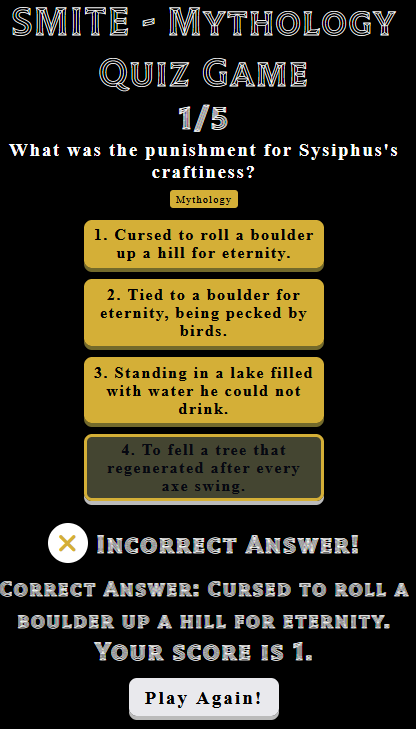 SMITE - Mythology
Quiz Game
1/5
What was the punishment for Sysiphus's
craftiness?
Mythology
1. Cursed to roll a boulder
up a hill for eternity.
2. Tied to a boulder for
eternity, being pecked by
birds.
3. Standing in a lake filled
with water he could not
drink.
4. To fell a tree that
regenerated after every
axe swing.
Incorrect Answer!
Correct Answer: Cursed to roll a
boulder up a hill for eternity.
Your score is 1.
Play Again!